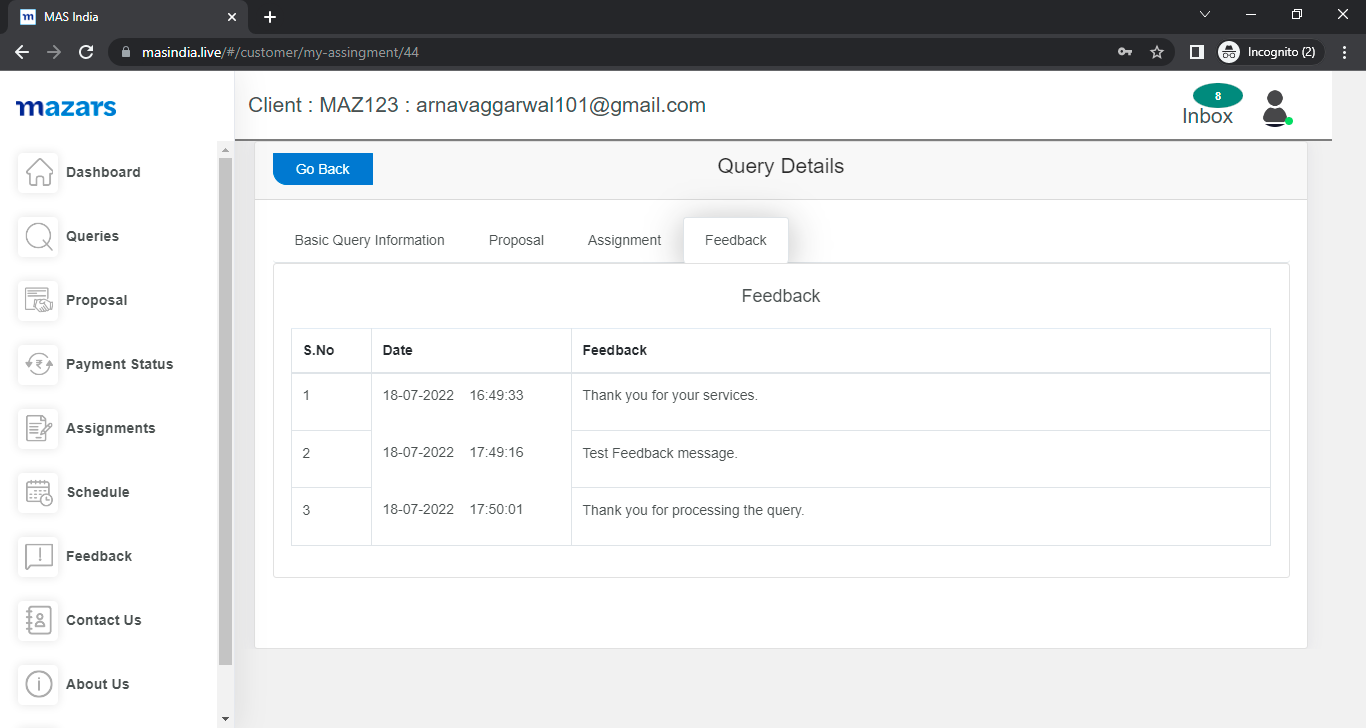 MAS India
masindia.live/#/customer/my-assingment/44
Incognito (2)
mazars
Client : MAZ123 : arnavaggarwal101@gmail.com
8
Inbox
Dashboard
Queries
Proposal
Payment Status
Assignments
Schedule
Feedback
Contact Us
About Us
Go Back
Query Details
Basic Query Information Proposal Assignment Feedback
Feedback
S.No Date Feedback
1 18-07-2022 16:49:33 Thank you for your services.
2 18-07-2022 17:49:16 Test Feedback message.
3 18-07-2022 17:50:01 Thank you for processing the query.